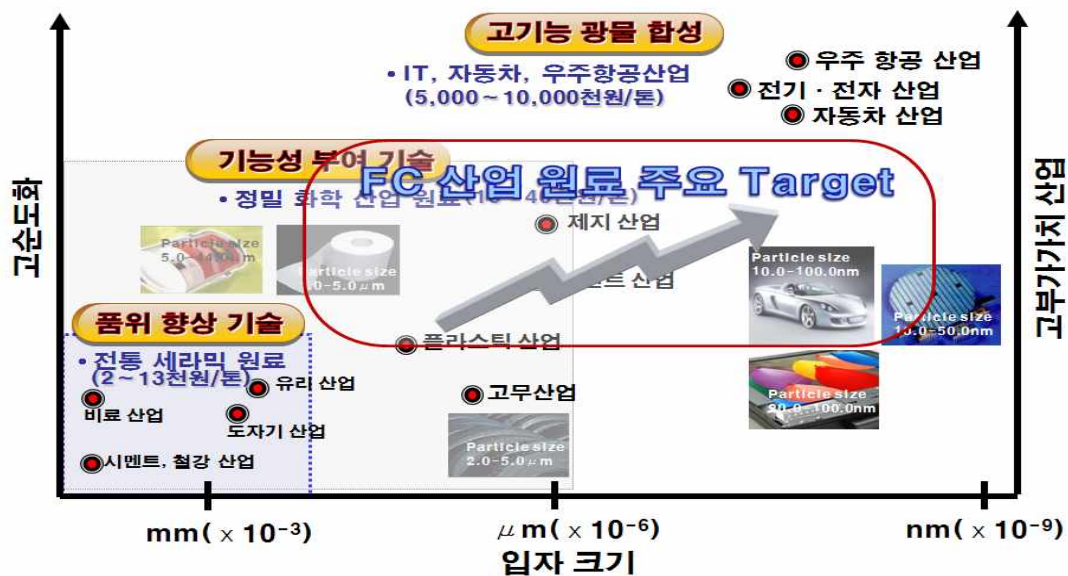 고기능 광물 합성
• IT, 자동차, 우주항공산업
(5,000~10,000천원/톤)
우주 항공 산업
전기 · 전자 산업
자동차 산업
기능성 부여 기술
FC 산업 원료 주요 Target
• 정밀 화학 산업 원료
제지 산업
Particle size
Particle size
Particle size
10.0-100.0nm
산업
Particle size
10.0-50.0nm
품위 향상 기술
• 전통 세라믹 원료
(2~13천원/톤)
플라스틱 산업
유리 산업
비료 산업
도자기 산업
고무산업
시멘트, 철강 산업
Particle size
2.0-5.0μm
Particle size
20.0-100.0nm
고순도화
고부가가치 산업
mm( × 10⁻³)
μm( × 10⁻⁶)
nm( × 10⁻⁹)
입자 크기